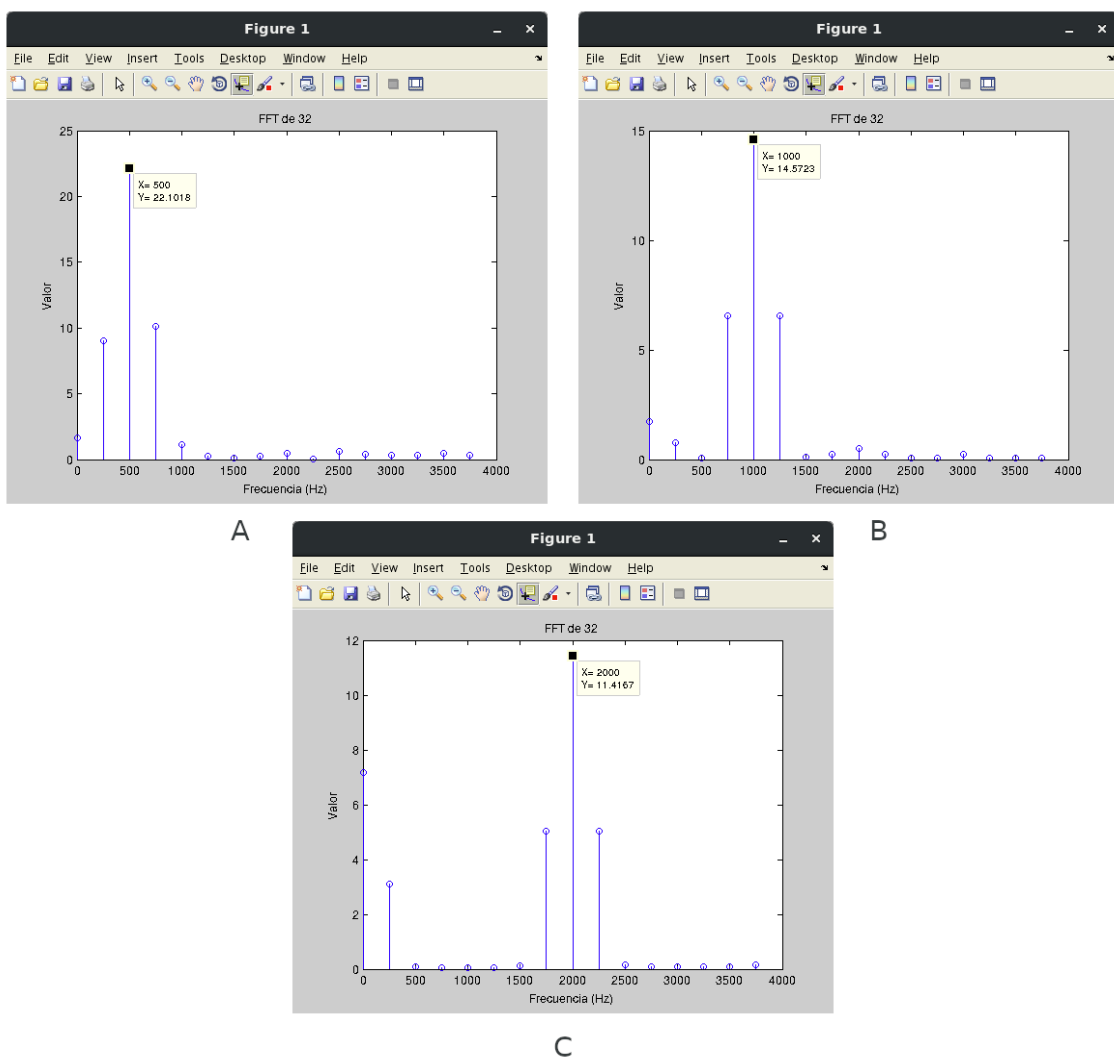 Figure 1
File Edit View Insert Tools Desktop Window Help
FFT de 32
25
20
15
10
5
0
Valor
X= 500
Y= 22.1018
0 500 1000 1500 2000 2500 3000 3500 4000
Frecuencia (Hz)
A
Figure 1
File Edit View Insert Tools Desktop Window Help
FFT de 32
15
10
5
0
Valor
X= 1000
Y= 14.5723
0 500 1000 1500 2000 2500 3000 3500 4000
Frecuencia (Hz)
B
Figure 1
File Edit View Insert Tools Desktop Window Help
FFT de 32
12
10
8
6
4
2
0
Valor
X= 2000
Y= 11.4167
0 500 1000 1500 2000 2500 3000 3500 4000
Frecuencia (Hz)
C